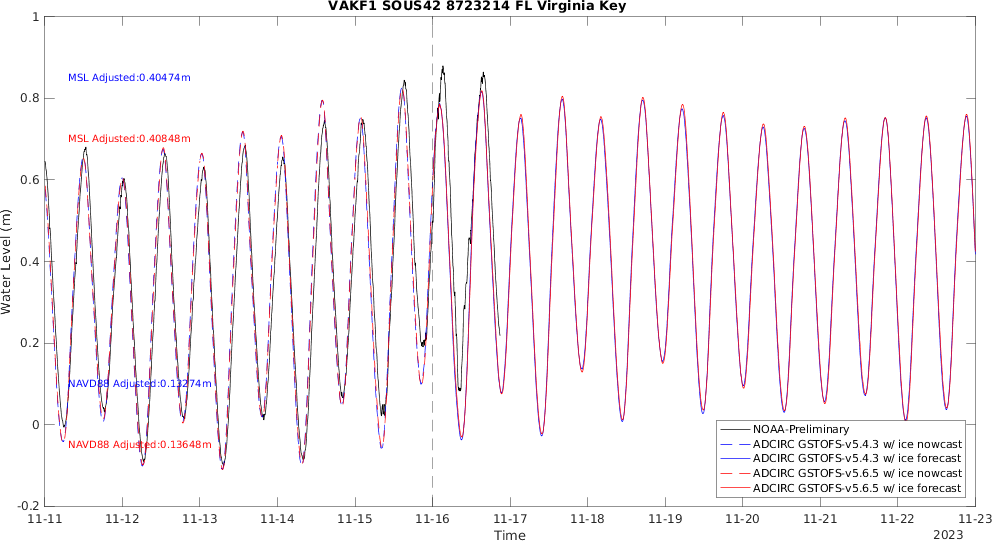 VAKF1 SOUS42 8723214 FL Virginia Key
1
0.8
0.6
0.4
0.2
0
-0.2
Water Level (m)
MSL Adjusted:0.40474m
MSL Adjusted:0.40848m
NAVD88 Adjusted:0.13274m
NAVD88 Adjusted:0.13648m
NOAA-Preliminary
ADCIRC GSTOFS-v5.4.3 w/ ice nowcast
ADCIRC GSTOFS-v5.4.3 w/ ice forecast
ADCIRC GSTOFS-v5.6.5 w/ ice nowcast
ADCIRC GSTOFS-v5.6.5 w/ ice forecast
11-11 11-12 11-13 11-14 11-15 11-16 11-17 11-18 11-19 11-20 11-21 11-22 11-23
Time
2023